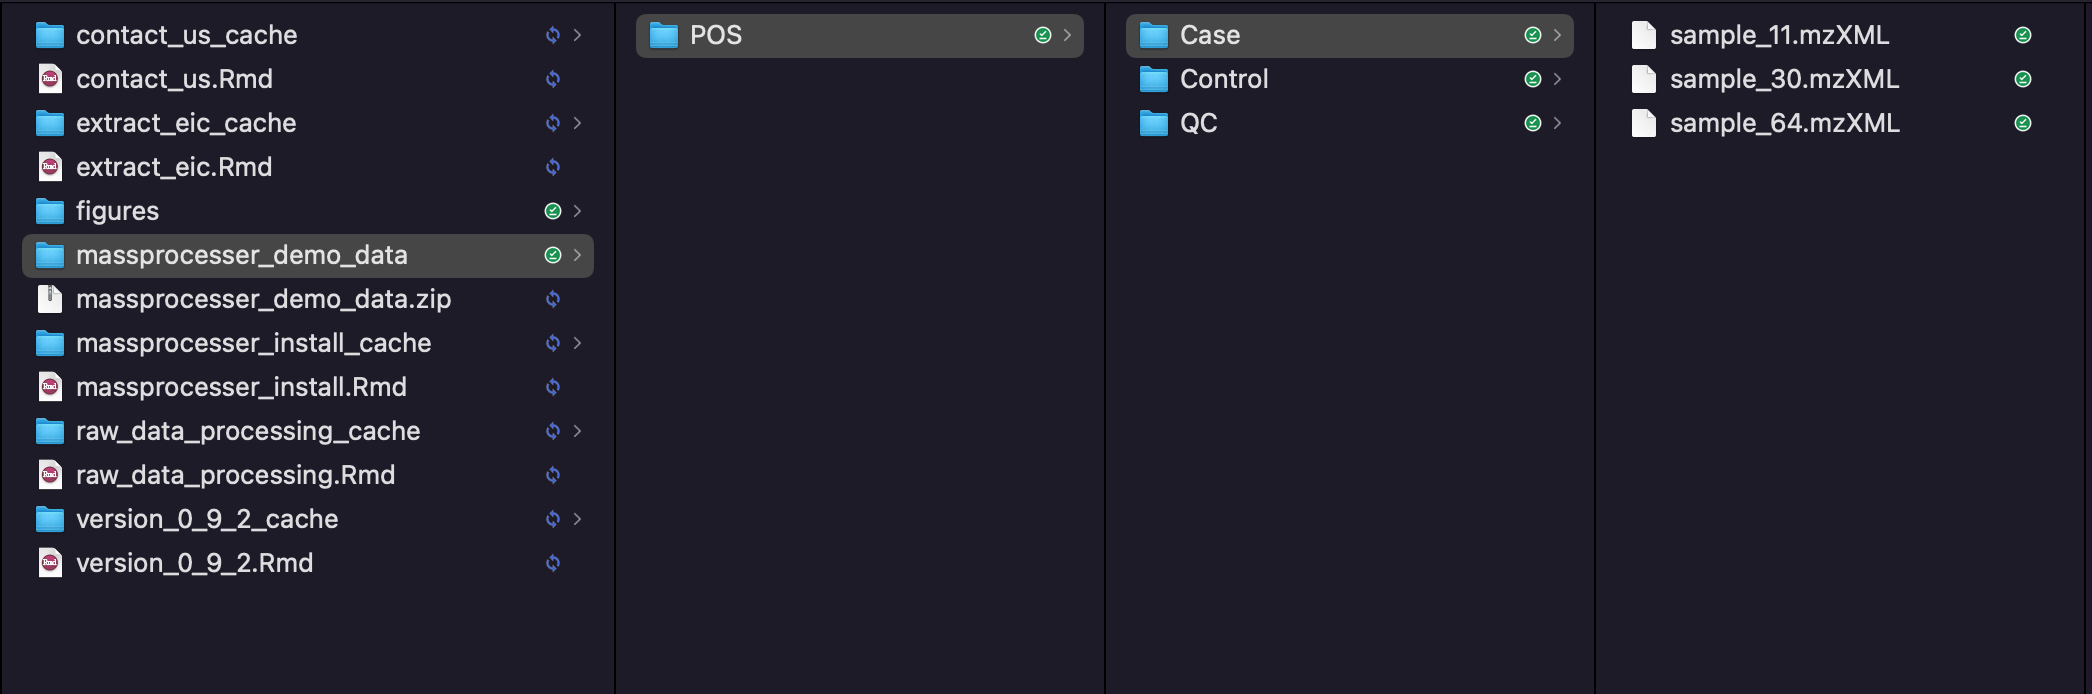 contact_us_cache
contact_us.Rmd
extract_eic_cache
extract_eic.Rmd
figures
massprocesser_demo_data
massprocesser_demo_data.zip
massprocesser_install_cache
massprocesser_install.Rmd
raw_data_processing_cache
raw_data_processing.Rmd
version_0_9_2_cache
version_0_9_2.Rmd
POS
Case
Control
QC
sample_11.mzXML
sample_30.mzXML
sample_64.mzXML